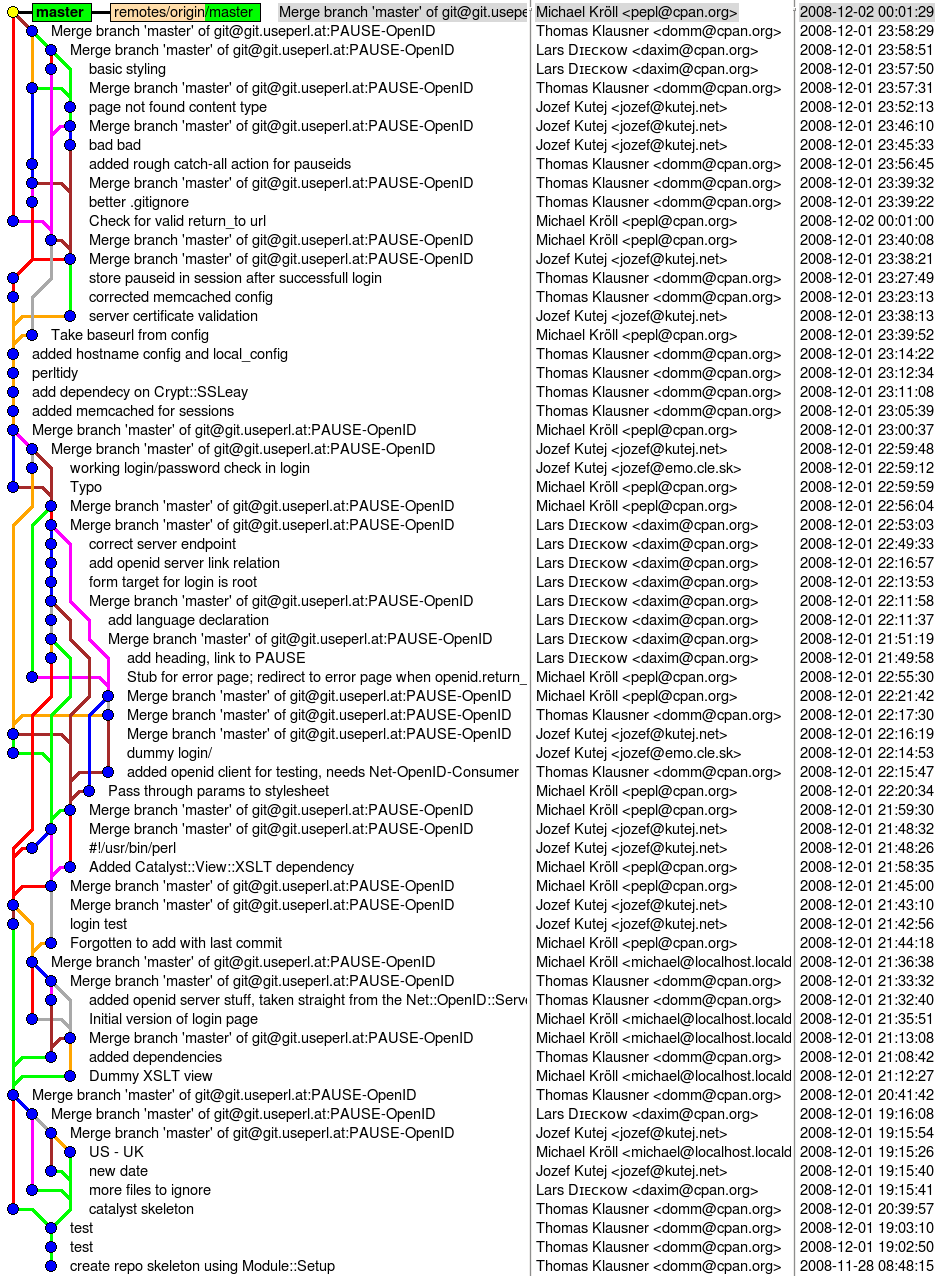 master remotes/origin/master Merge branch 'master' of git@git.usepe Michael Kröll <pepl@cpan.org> 2008-12-02 00:01:29
Merge branch 'master' of git@git.useperl.at:PAUSE-OpenID Thomas Klausner <domm@cpan.org> 2008-12-01 23:58:29
Merge branch 'master' of git@git.useperl.at:PAUSE-OpenID Lars Dɪᴇᴄᴋᴏᴡ <daxim@cpan.org> 2008-12-01 23:58:51
basic styling Lars Dɪᴇᴄᴋᴏᴡ <daxim@cpan.org> 2008-12-01 23:57:50
Merge branch 'master' of git@git.useperl.at:PAUSE-OpenID Thomas Klausner <domm@cpan.org> 2008-12-01 23:57:31
page not found content type Jozef Kutej <jozef@kutej.net> 2008-12-01 23:52:13
Merge branch 'master' of git@git.useperl.at:PAUSE-OpenID Jozef Kutej <jozef@kutej.net> 2008-12-01 23:46:10
bad bad Jozef Kutej <jozef@kutej.net> 2008-12-01 23:45:33
added rough catch-all action for pauseids Thomas Klausner <domm@cpan.org> 2008-12-01 23:56:45
Merge branch 'master' of git@git.useperl.at:PAUSE-OpenID Thomas Klausner <domm@cpan.org> 2008-12-01 23:39:32
better .gitignore Thomas Klausner <domm@cpan.org> 2008-12-01 23:39:22
Check for valid return_to url Michael Kröll <pepl@cpan.org> 2008-12-02 00:01:00
Merge branch 'master' of git@git.useperl.at:PAUSE-OpenID Michael Kröll <pepl@cpan.org> 2008-12-01 23:40:08
Merge branch 'master' of git@git.useperl.at:PAUSE-OpenID Jozef Kutej <jozef@kutej.net> 2008-12-01 23:38:21
store pauseid in session after successfull login Thomas Klausner <domm@cpan.org> 2008-12-01 23:27:49
corrected memcached config Thomas Klausner <domm@cpan.org> 2008-12-01 23:23:13
server certificate validation Jozef Kutej <jozef@kutej.net> 2008-12-01 23:38:13
Take baseurl from config Michael Kröll <pepl@cpan.org> 2008-12-01 23:39:52
added hostname config and local_config Thomas Klausner <domm@cpan.org> 2008-12-01 23:14:22
perltidy Thomas Klausner <domm@cpan.org> 2008-12-01 23:12:34
add dependecy on Crypt::SSLeay Thomas Klausner <domm@cpan.org> 2008-12-01 23:11:08
added memcached for sessions Thomas Klausner <domm@cpan.org> 2008-12-01 23:05:39
Merge branch 'master' of git@git.useperl.at:PAUSE-OpenID Michael Kröll <pepl@cpan.org> 2008-12-01 23:00:37
Merge branch 'master' of git@git.useperl.at:PAUSE-OpenID Jozef Kutej <jozef@kutej.net> 2008-12-01 22:59:48
working login/password check in login Jozef Kutej <jozef@emo.cle.sk> 2008-12-01 22:59:12
Typo Michael Kröll <pepl@cpan.org> 2008-12-01 22:59:59
Merge branch 'master' of git@git.useperl.at:PAUSE-OpenID Michael Kröll <pepl@cpan.org> 2008-12-01 22:56:04
Merge branch 'master' of git@git.useperl.at:PAUSE-OpenID Lars Dɪᴇᴄᴋᴏᴡ <daxim@cpan.org> 2008-12-01 22:53:03
correct server endpoint Lars Dɪᴇᴄᴋᴏᴡ <daxim@cpan.org> 2008-12-01 22:49:33
add openid server link relation Lars Dɪᴇᴄᴋᴏᴡ <daxim@cpan.org> 2008-12-01 22:16:57
form target for login is root Lars Dɪᴇᴄᴋᴏᴡ <daxim@cpan.org> 2008-12-01 22:13:53
Merge branch 'master' of git@git.useperl.at:PAUSE-OpenID Lars Dɪᴇᴄᴋᴏᴡ <daxim@cpan.org> 2008-12-01 22:11:58
add language declaration Lars Dɪᴇᴄᴋᴏᴡ <daxim@cpan.org> 2008-12-01 22:11:37
Merge branch 'master' of git@git.useperl.at:PAUSE-OpenID Lars Dɪᴇᴄᴋᴏᴡ <daxim@cpan.org> 2008-12-01 21:51:19
add heading, link to PAUSE Lars Dɪᴇᴄᴋᴏᴡ <daxim@cpan.org> 2008-12-01 21:49:58
Stub for error page; redirect to error page when openid.return_ Michael Kröll <pepl@cpan.org> 2008-12-01 22:55:30
Merge branch 'master' of git@git.useperl.at:PAUSE-OpenID Michael Kröll <pepl@cpan.org> 2008-12-01 22:21:42
Merge branch 'master' of git@git.useperl.at:PAUSE-OpenID Thomas Klausner <domm@cpan.org> 2008-12-01 22:17:30
Merge branch 'master' of git@git.useperl.at:PAUSE-OpenID Jozef Kutej <jozef@kutej.net> 2008-12-01 22:16:19
dummy login/ Jozef Kutej <jozef@emo.cle.sk> 2008-12-01 22:14:53
added openid client for testing, needs Net-OpenID-Consumer Thomas Klausner <domm@cpan.org> 2008-12-01 22:15:47
Pass through params to stylesheet Michael Kröll <pepl@cpan.org> 2008-12-01 22:20:34
Merge branch 'master' of git@git.useperl.at:PAUSE-OpenID Michael Kröll <pepl@cpan.org> 2008-12-01 21:59:30
Merge branch 'master' of git@git.useperl.at:PAUSE-OpenID Jozef Kutej <jozef@kutej.net> 2008-12-01 21:48:32
#!/usr/bin/perl Jozef Kutej <jozef@kutej.net> 2008-12-01 21:48:26
Added Catalyst::View::XSLT dependency Michael Kröll <pepl@cpan.org> 2008-12-01 21:58:35
Merge branch 'master' of git@git.useperl.at:PAUSE-OpenID Michael Kröll <pepl@cpan.org> 2008-12-01 21:45:00
Merge branch 'master' of git@git.useperl.at:PAUSE-OpenID Jozef Kutej <jozef@kutej.net> 2008-12-01 21:43:10
login test Jozef Kutej <jozef@kutej.net> 2008-12-01 21:42:56
Forgotten to add with last commit Michael Kröll <pepl@cpan.org> 2008-12-01 21:44:18
Merge branch 'master' of git@git.useperl.at:PAUSE-OpenID Michael Kröll <michael@localhost.locald 2008-12-01 21:36:38
Merge branch 'master' of git@git.useperl.at:PAUSE-OpenID Thomas Klausner <domm@cpan.org> 2008-12-01 21:33:32
added openid server stuff, taken straight from the Net::OpenID::Serv Thomas Klausner <domm@cpan.org> 2008-12-01 21:32:40
Initial version of login page Michael Kröll <michael@localhost.locald 2008-12-01 21:35:51
Merge branch 'master' of git@git.useperl.at:PAUSE-OpenID Michael Kröll <michael@localhost.locald 2008-12-01 21:13:08
added dependencies Thomas Klausner <domm@cpan.org> 2008-12-01 21:08:42
Dummy XSLT view Michael Kröll <michael@localhost.locald 2008-12-01 21:12:27
Merge branch 'master' of git@git.useperl.at:PAUSE-OpenID Thomas Klausner <domm@cpan.org> 2008-12-01 20:41:42
Merge branch 'master' of git@git.useperl.at:PAUSE-OpenID Lars Dɪᴇᴄᴋᴏᴡ <daxim@cpan.org> 2008-12-01 19:16:08
Merge branch 'master' of git@git.useperl.at:PAUSE-OpenID Jozef Kutej <jozef@kutej.net> 2008-12-01 19:15:54
US - UK Michael Kröll <michael@localhost.locald 2008-12-01 19:15:26
new date Jozef Kutej <jozef@kutej.net> 2008-12-01 19:15:40
more files to ignore Lars Dɪᴇᴄᴋᴏᴡ <daxim@cpan.org> 2008-12-01 19:15:41
catalyst skeleton Thomas Klausner <domm@cpan.org> 2008-12-01 20:39:57
test Thomas Klausner <domm@cpan.org> 2008-12-01 19:03:10
test Thomas Klausner <domm@cpan.org> 2008-12-01 19:02:50
create repo skeleton using Module::Setup Thomas Klausner <domm@cpan.org> 2008-11-28 08:48:15